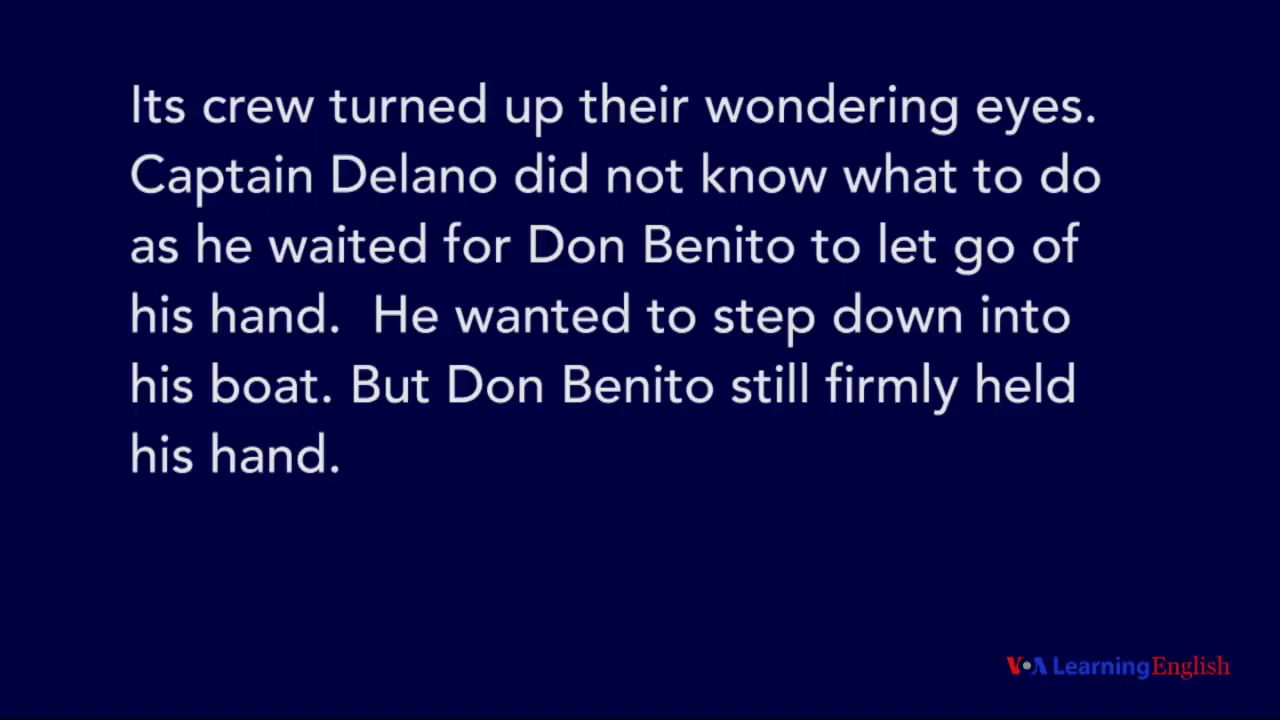 Its crew turned up their wondering eyes.
Captain Delano did not know what to do
as he waited for Don Benito to let go of
his hand.  He wanted to step down into
his boat. But Don Benito still firmly held
his hand.
VOA LearningEnglish